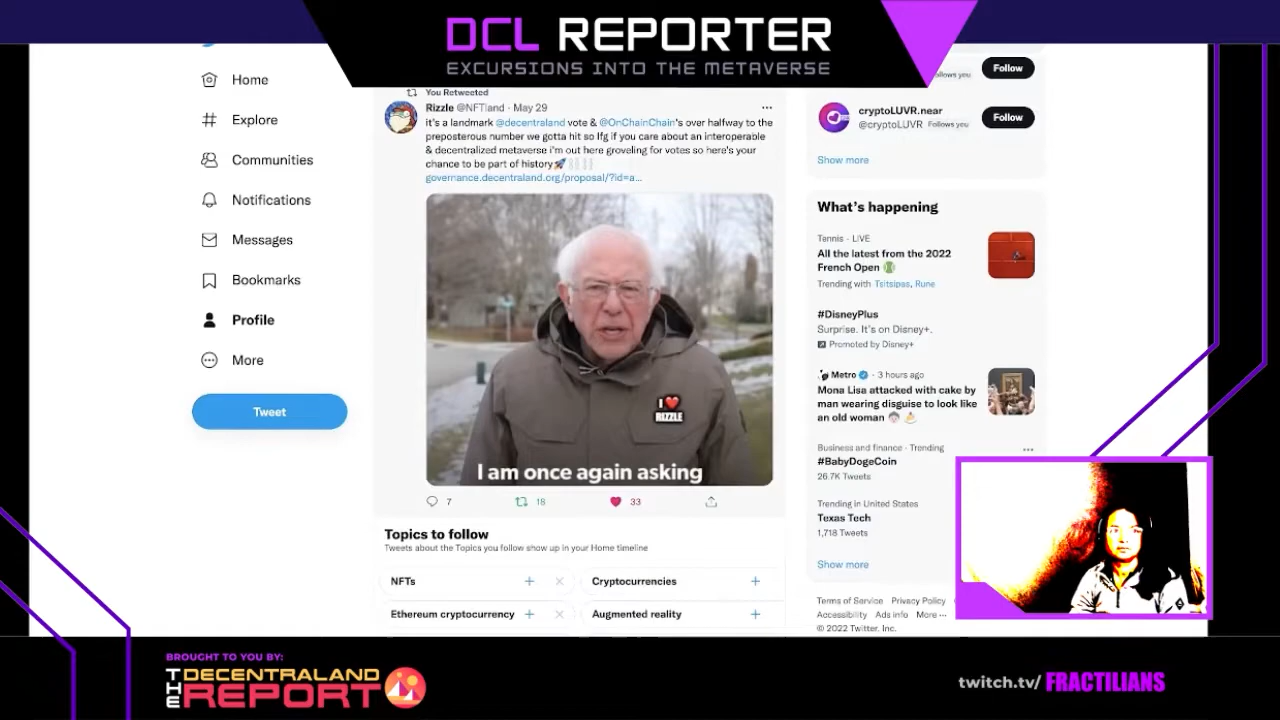 DCL REPORTER
EXCURSIONS INTO THE METAVERSE
Home
Explore
Communities
Notifications
Messages
Bookmarks
Profile
More
Tweet
You Retweeted
Rizzle @NFTland · May 29
it's a landmark @decentraland vote & @OnChainChain's over halfway to the
preposterous number we gotta hit so lfg if you care about an interoperable
& decentralized metaverse i'm out here groveling for votes so here's your
chance to be part of history🚀
governance.decentraland.org/proposal/?id=a...
I ❤ RIZZLE
I am once again asking
7 18 33
Topics to follow
Tweets about the Topics you follow show up in your Home timeline
NFTs
Cryptocurrencies
Ethereum cryptocurrency
Augmented reality
Follows you
Follow
cryptoLUVR.near
@cryptoLUVR Follows you
Follow
Show more
What's happening
Tennis · LIVE
All the latest from the 2022
French Open
Trending with Tsitsipas, Rune
#DisneyPlus
Surprise. It's on Disney+.
Promoted by Disney+
Metro · 3 hours ago
Mona Lisa attacked with cake by
man wearing disguise to look like
an old woman
Business and finance · Trending
#BabyDogeCoin
26.7K Tweets
Trending in United States
Texas Tech
1,718 Tweets
Show more
Terms of Service Privacy Policy
Accessibility Ads info More ···
© 2022 Twitter, Inc.
BROUGHT TO YOU BY:
THE DECENTRALAND REPORT
twitch.tv/ FRACTILIANS